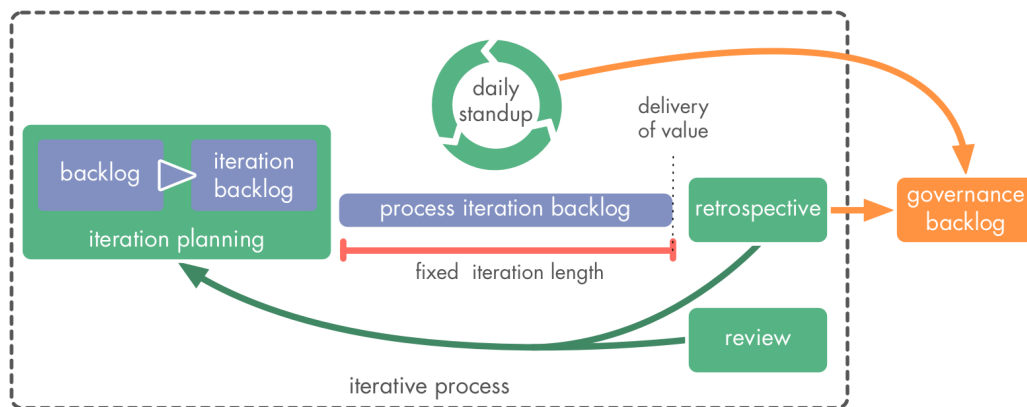 daily
standup
delivery
of value
backlog
iteration
backlog
iteration planning
process iteration backlog
fixed iteration length
retrospective
governance
backlog
review
iterative process